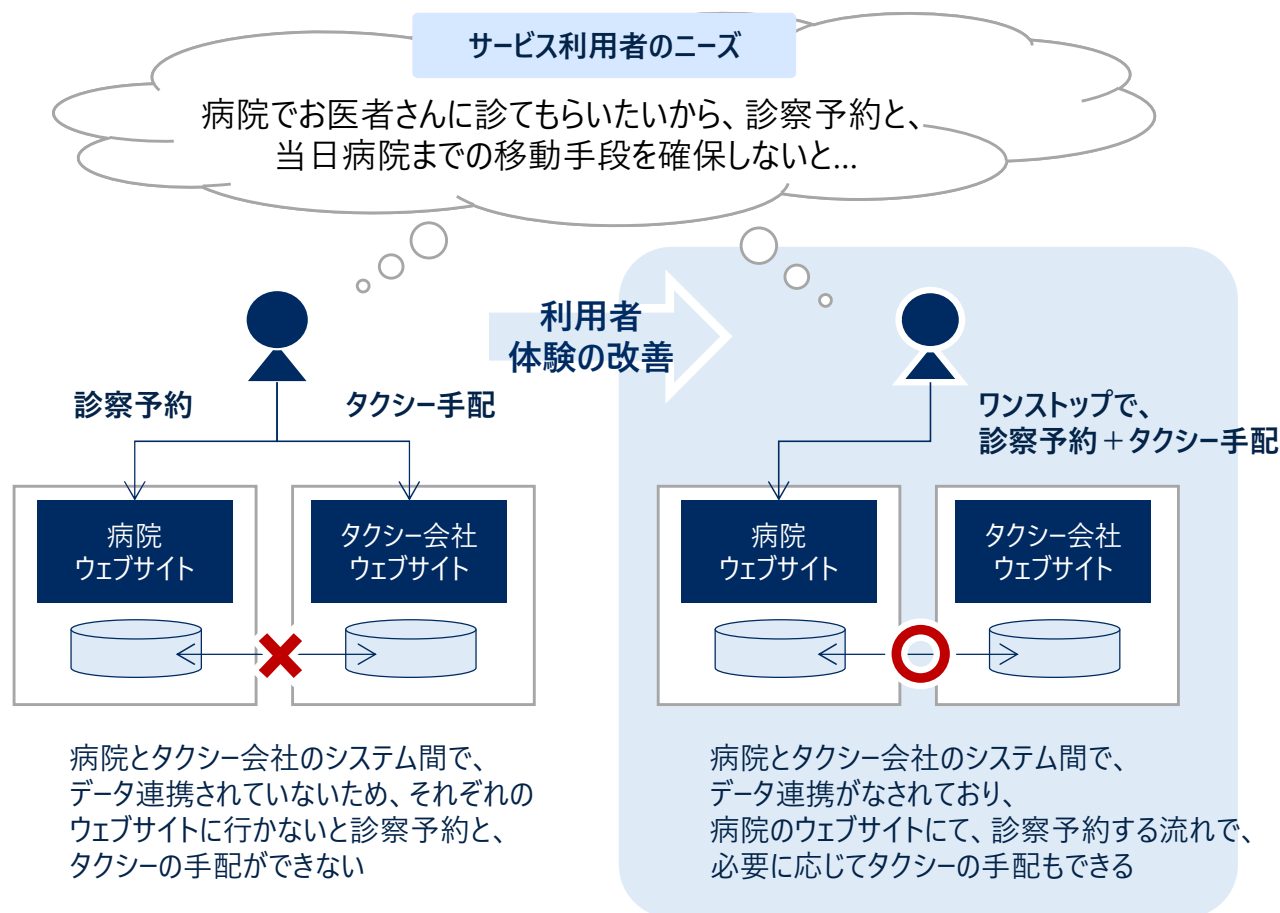 サービス利用者のニーズ
病院でお医者さんに診てもらいたいから、診察予約と、
当日病院までの移動手段を確保しないと…
利用者
体験の改善
診察予約
タクシー手配
病院
ウェブサイト
タクシー会社
ウェブサイト
病院とタクシー会社のシステム間で、
データ連携されていないため、それぞれの
ウェブサイトに行かないと診察予約と、
タクシーの手配ができない
ワンストップで、
診察予約＋タクシー手配
病院
ウェブサイト
タクシー会社
ウェブサイト
病院とタクシー会社のシステム間で、
データ連携がなされており、
病院のウェブサイトにて、診察予約する流れで、
必要に応じてタクシーの手配もできる